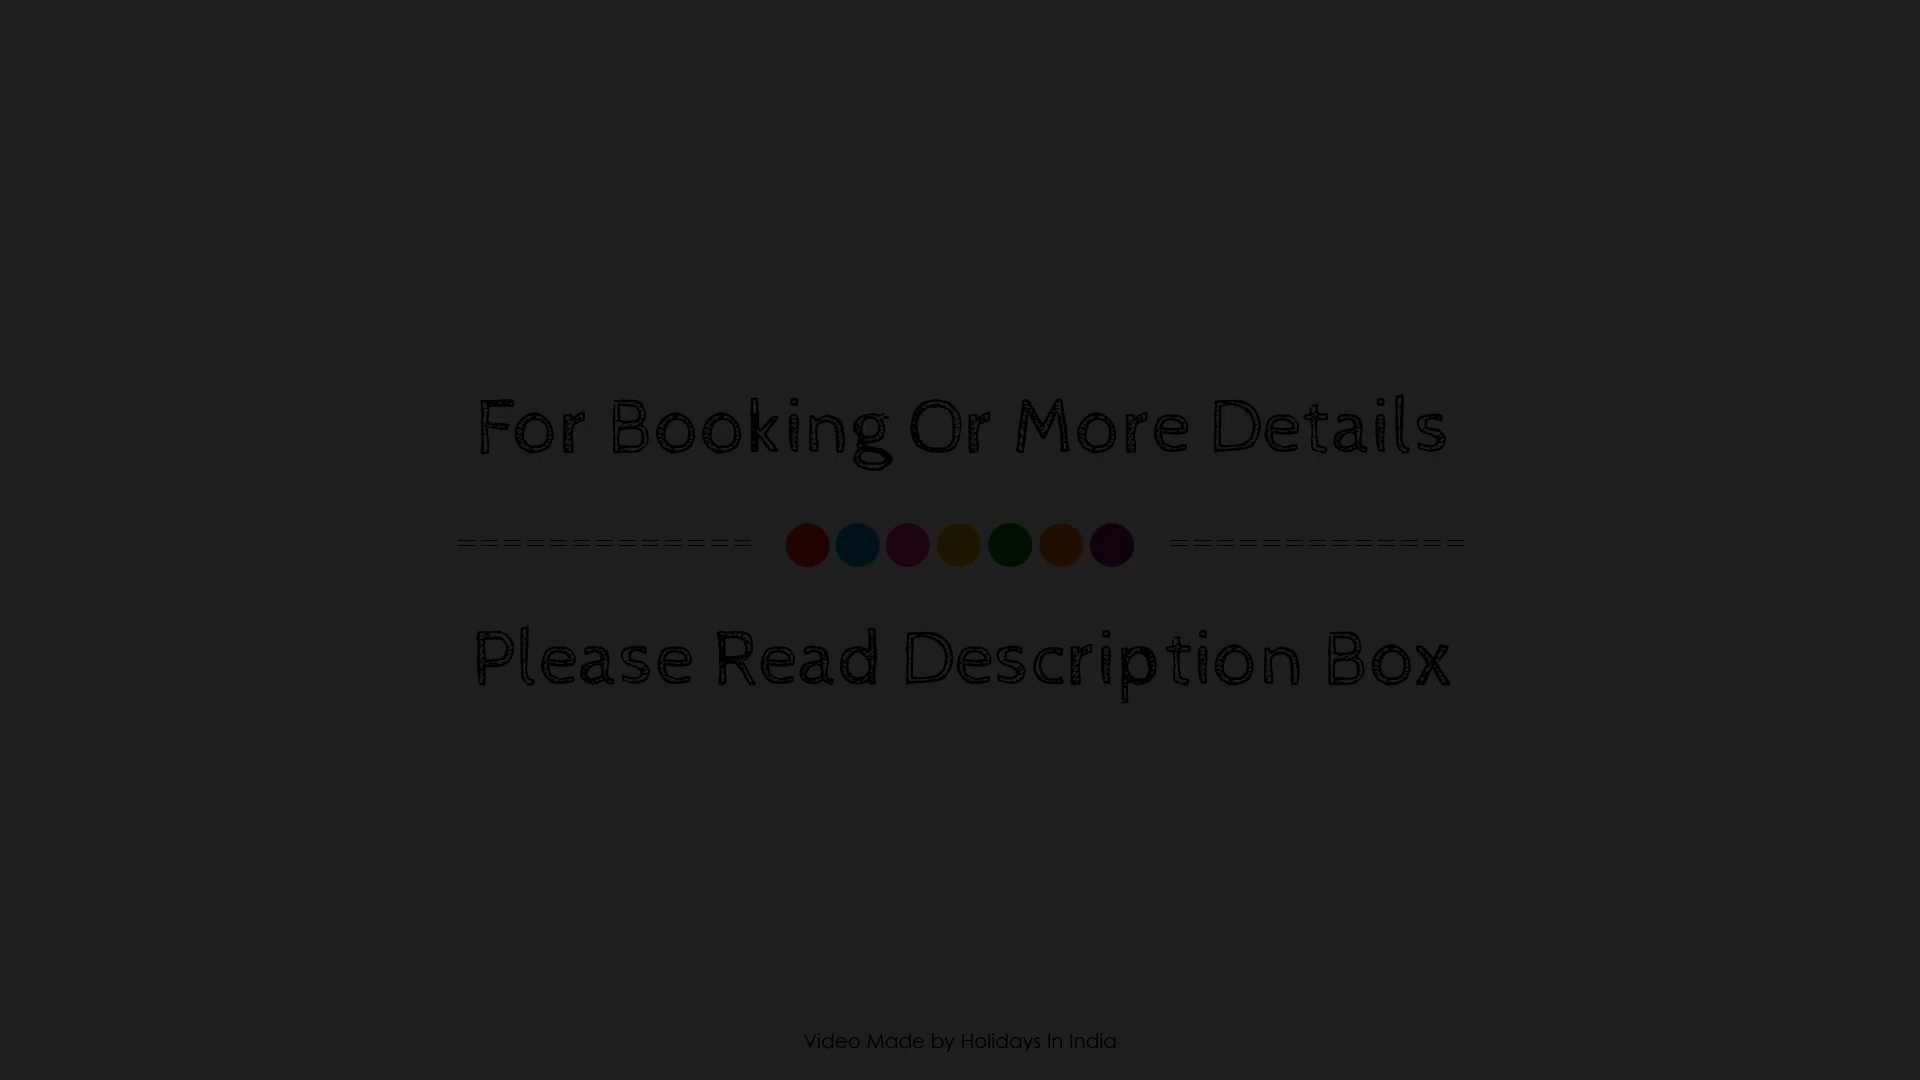 For Booking Or More Details
============= =============
Please Read Description Box
Video Made by Holidays In India